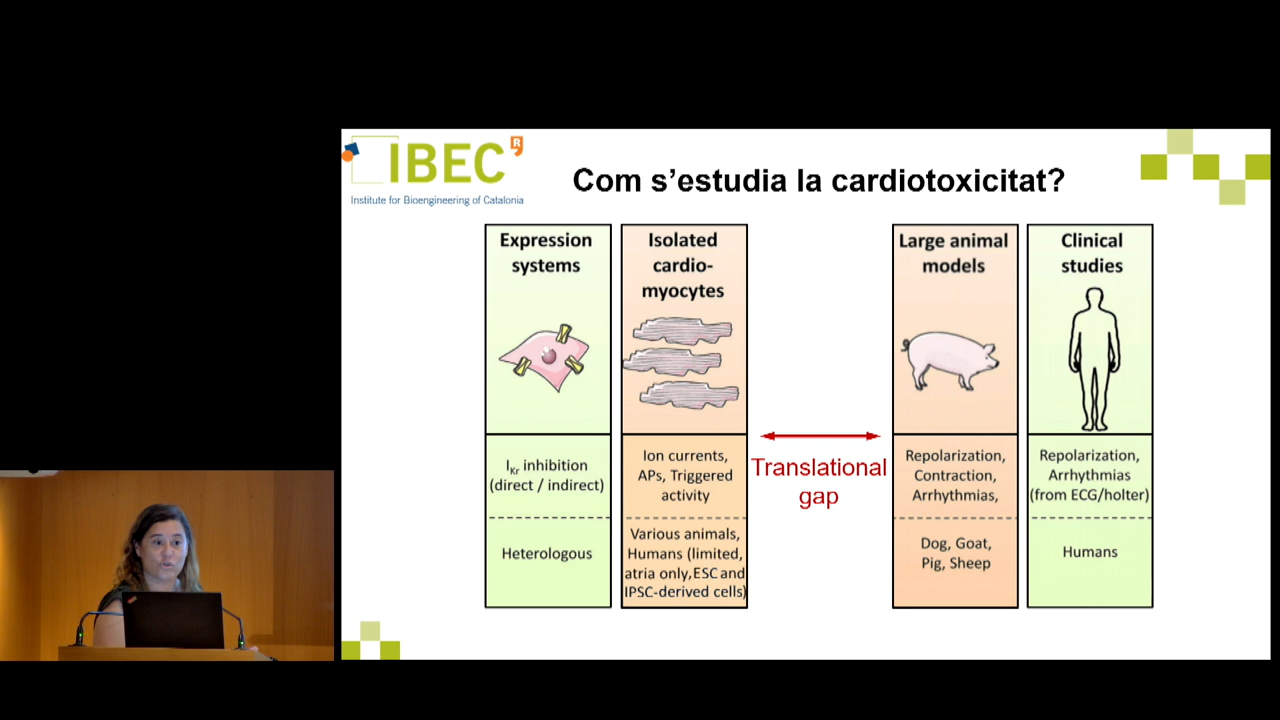 IBEC R
Institute for Bioengineering of Catalonia
Com s’estudia la cardiotoxicitat?
Expression
systems
IKr inhibition
(direct / indirect)
Heterologous
Isolated
cardio-
myocytes
Ion currents,
APs, Triggered
activity
Various animals,
Humans (limited,
atria only,ESC and
IPSC-derived cells)
Translational
gap
Large animal
models
Repolarization,
Contraction,
Arrhythmias,
Dog, Goat,
Pig, Sheep
Clinical
studies
Repolarization,
Arrhythmias
(from ECG/holter)
Humans